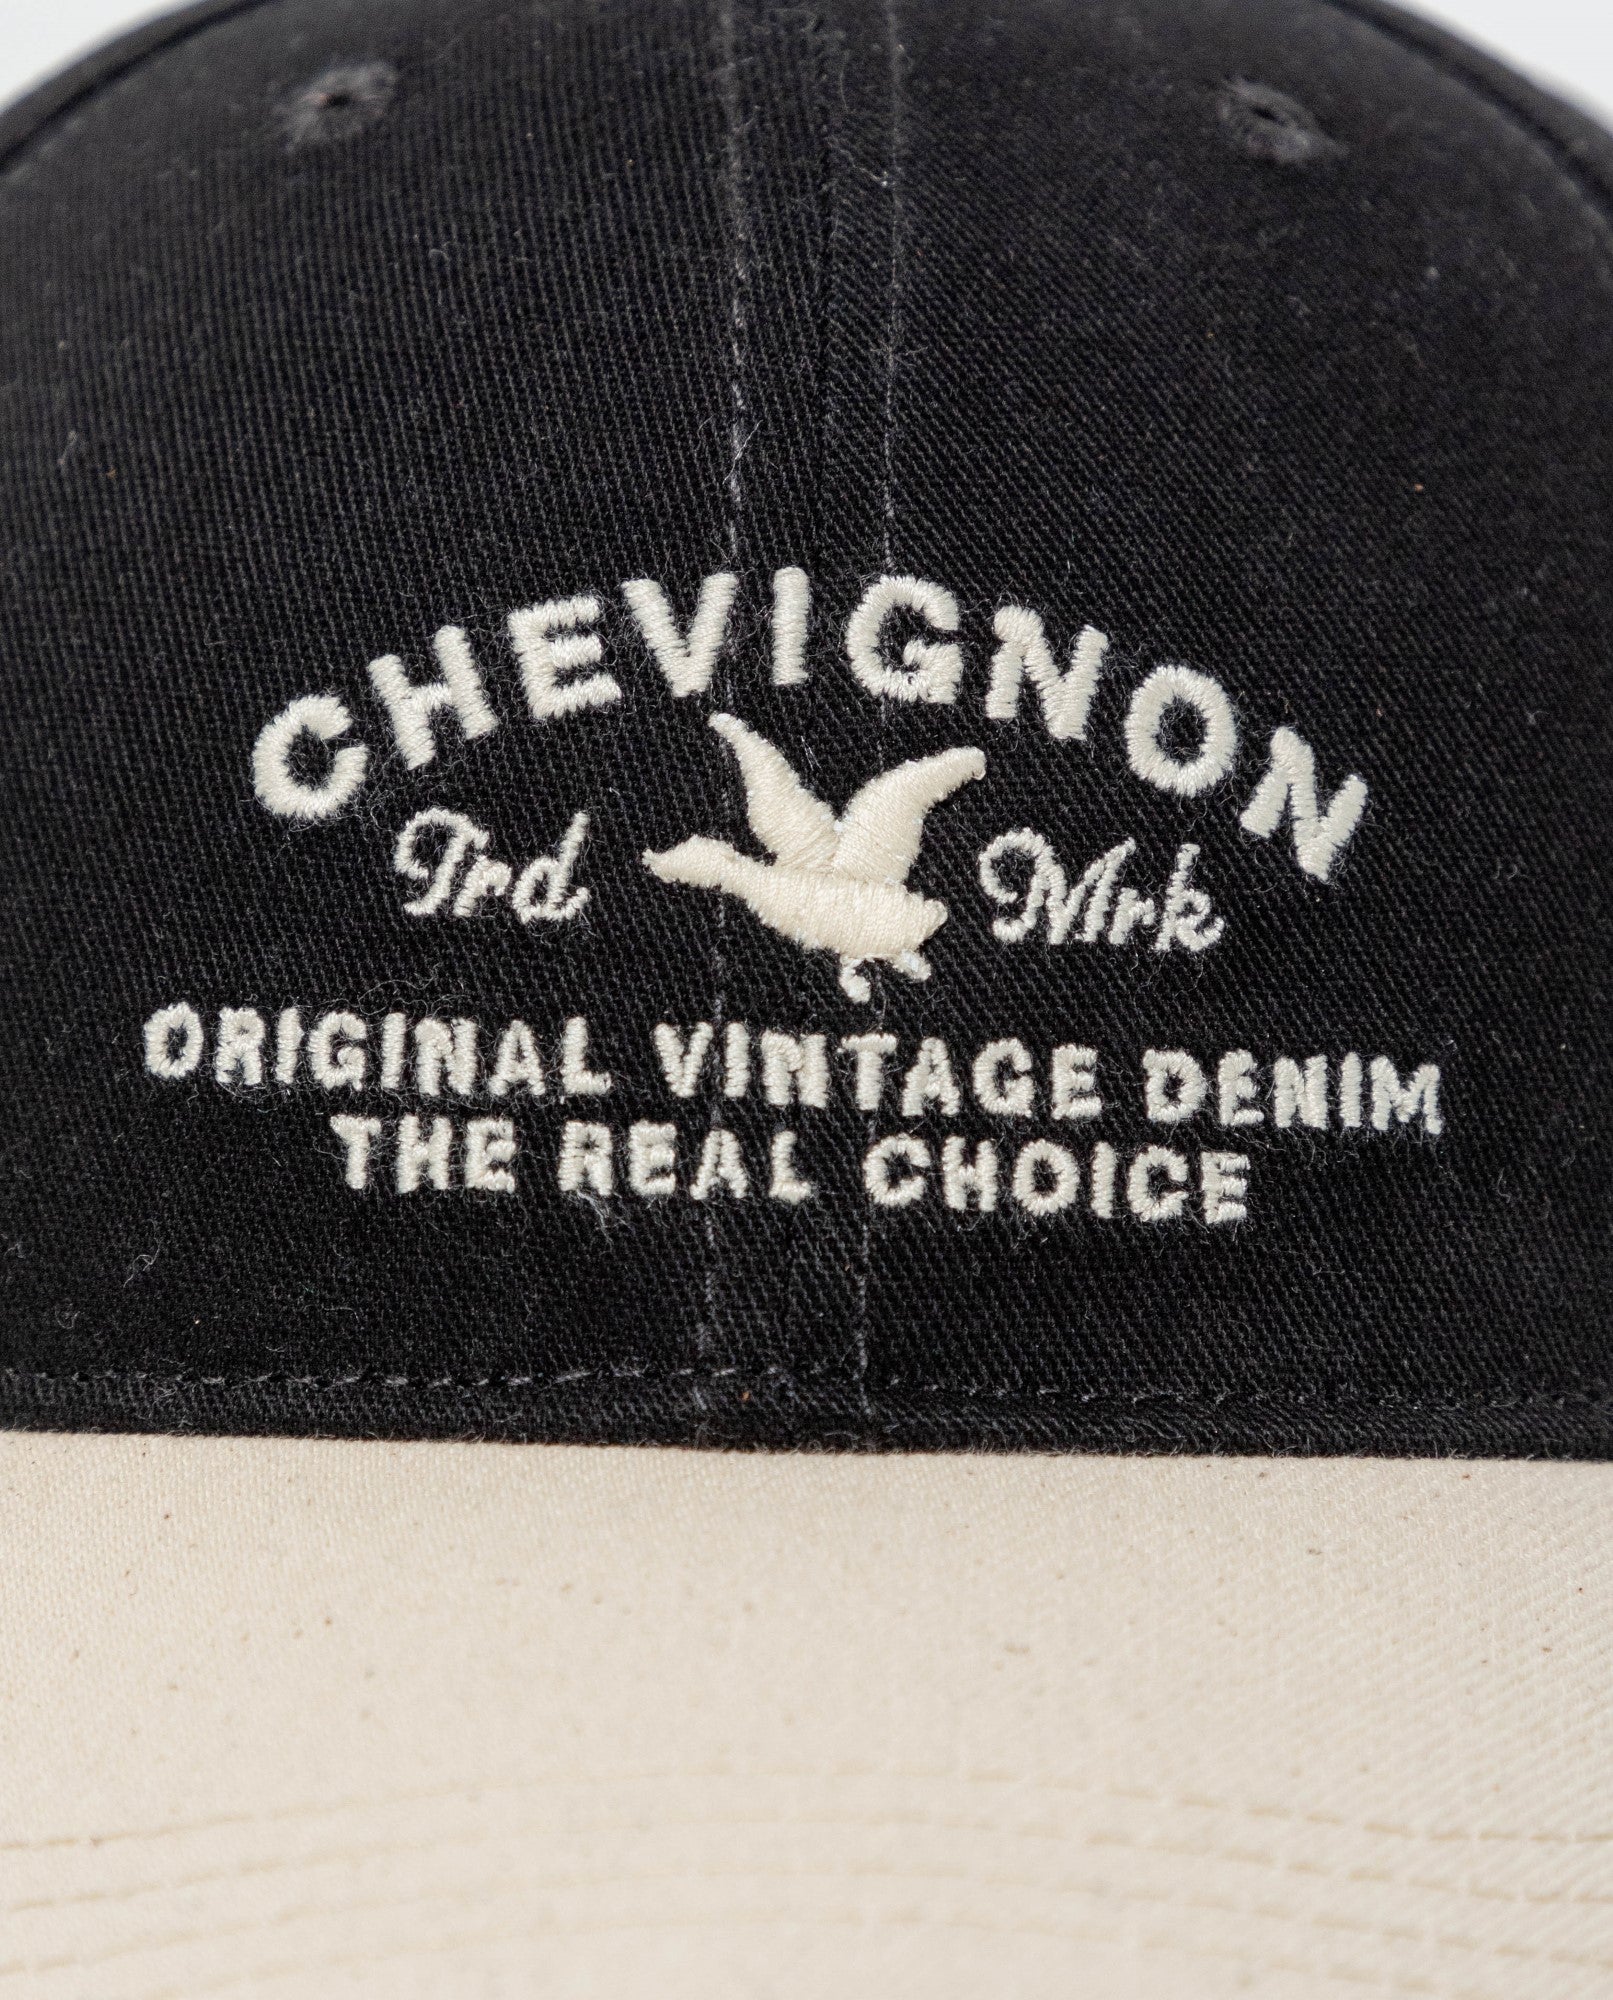 CHEVIGNON
Trd Mrk
ORIGINAL VINTAGE DENIM
THE REAL CHOICE